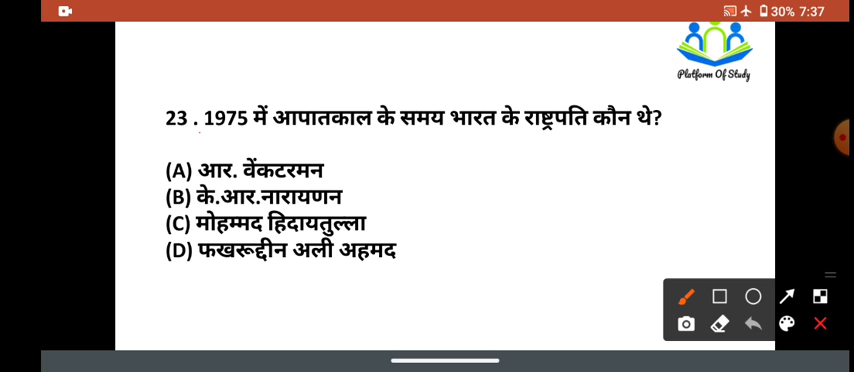 30% 7:37
Platform Of Study
23 . 1975 में आपातकाल के समय भारत के राष्ट्रपति कौन थे?
(A) आर. वेंकटरमन
(B) के.आर.नारायणन
(C) मोहम्मद हिदायतुल्ला
(D) फखरूद्दीन अली अहमद